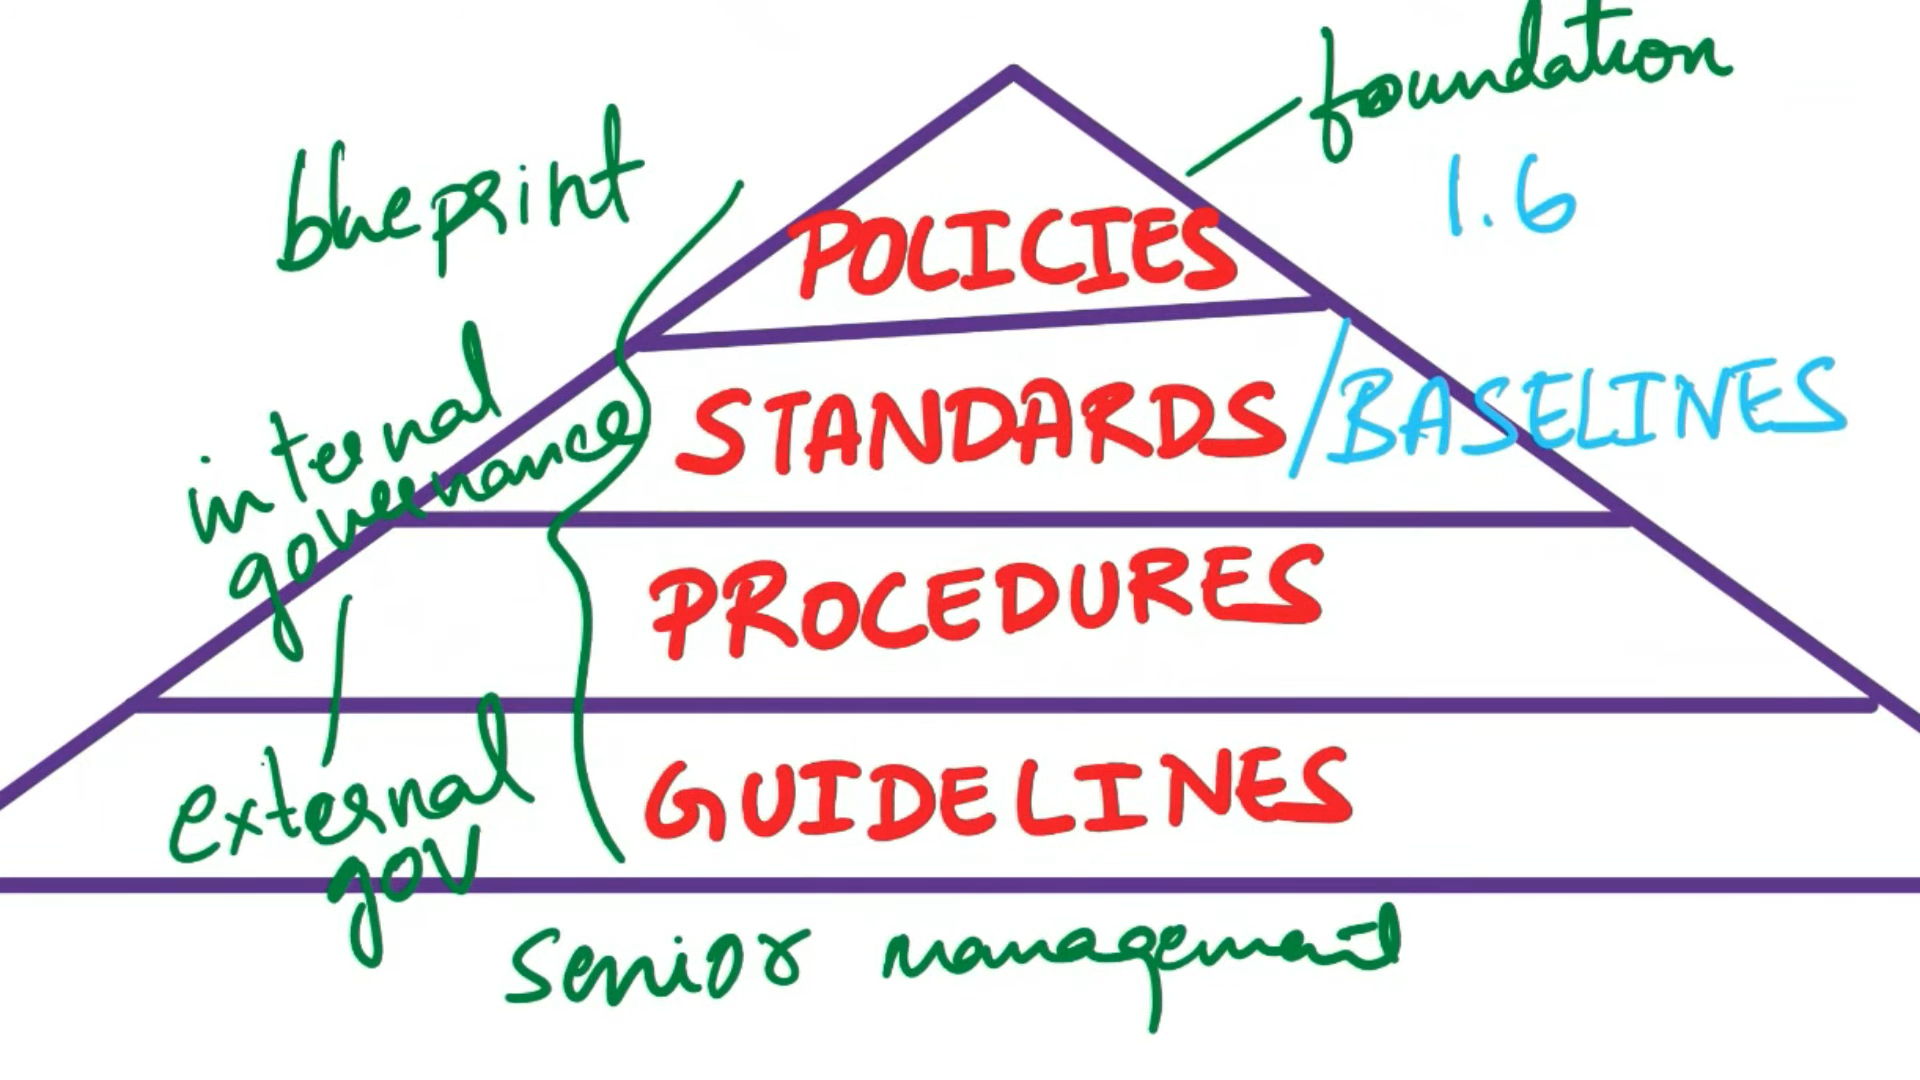 foundation
blueprint
1.6
POLICIES
STANDARDS/BASELINES
internal
governance
PROCEDURES
GUIDELINES
external
gov
senior management